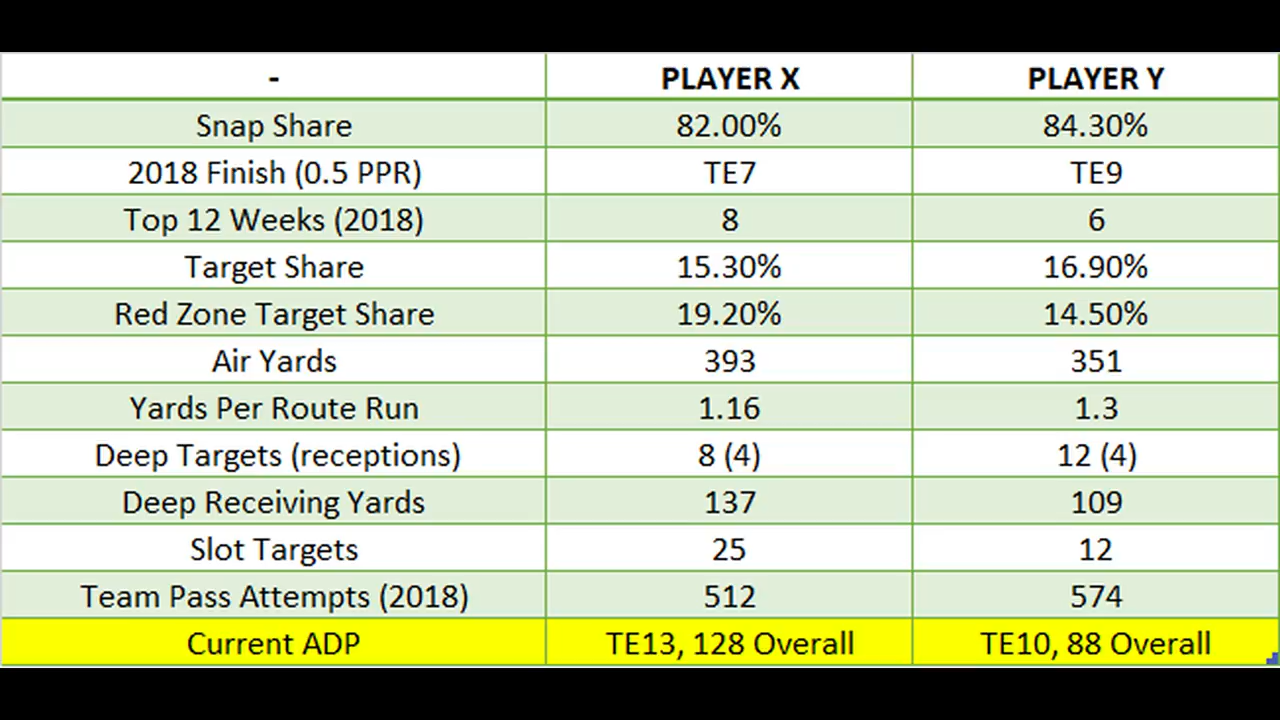 - PLAYER X PLAYER Y
Snap Share 82.00% 84.30%
2018 Finish (0.5 PPR) TE7 TE9
Top 12 Weeks (2018) 8 6
Target Share 15.30% 16.90%
Red Zone Target Share 19.20% 14.50%
Air Yards 393 351
Yards Per Route Run 1.16 1.3
Deep Targets (receptions) 8 (4) 12 (4)
Deep Receiving Yards 137 109
Slot Targets 25 12
Team Pass Attempts (2018) 512 574
Current ADP TE13, 128 Overall TE10, 88 Overall